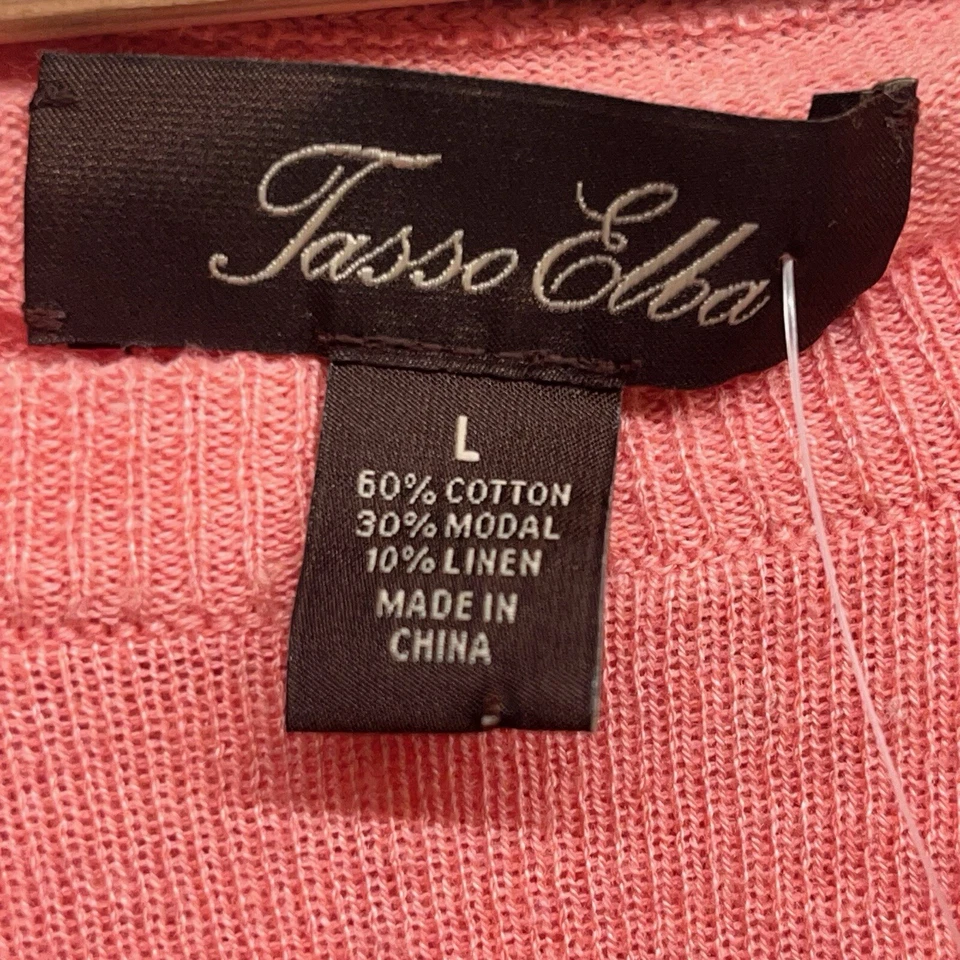 Tasso Elba
L
60% COTTON
30% MODAL
10% LINEN
MADE IN
CHINA